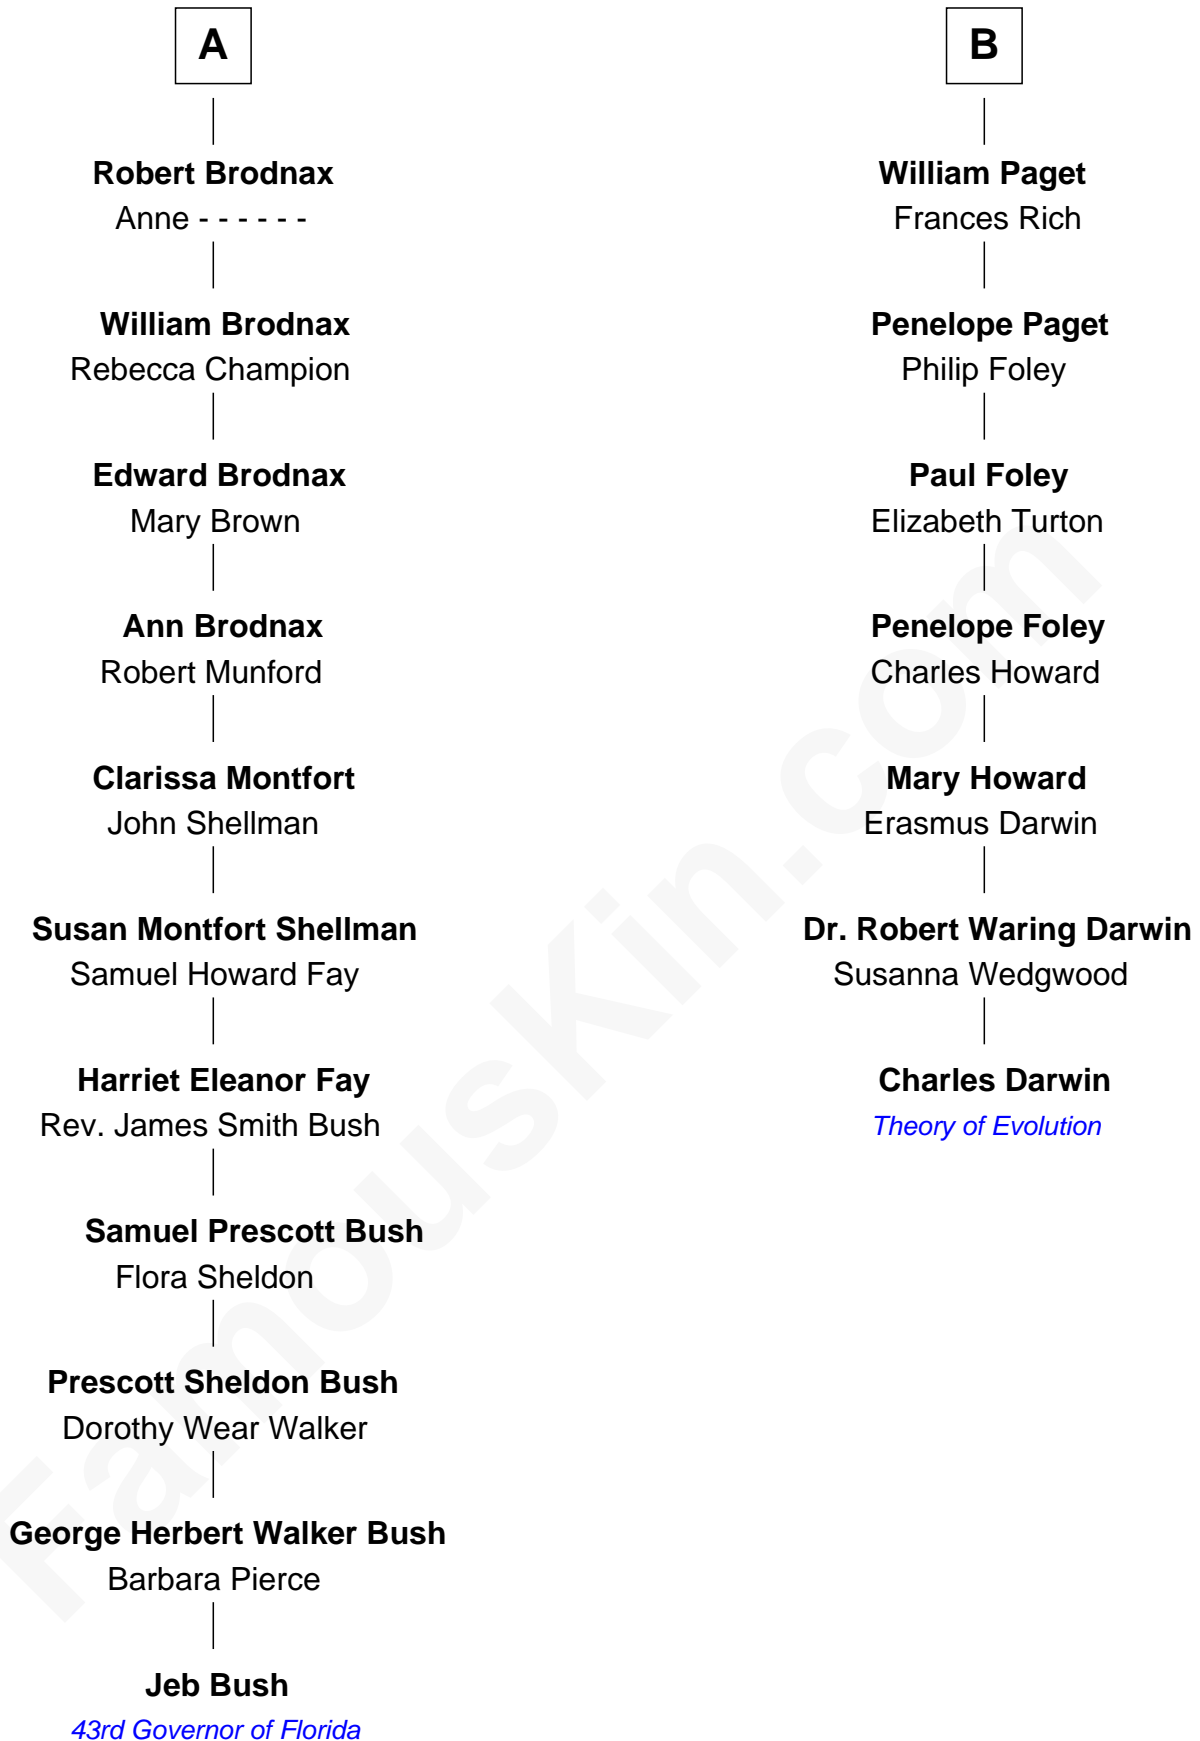 A
Robert Brodnax
Anne - - - - - -
William Brodnax
Rebecca Champion
Edward Brodnax
Mary Brown
Ann Brodnax
Robert Munford
Clarissa Montfort
John Shellman
Susan Montfort Shellman
Samuel Howard Fay
Harriet Eleanor Fay
Rev. James Smith Bush
Samuel Prescott Bush
Flora Sheldon
Prescott Sheldon Bush
Dorothy Wear Walker
George Herbert Walker Bush
Barbara Pierce
Jeb Bush
43rd Governor of Florida
B
William Paget
Frances Rich
Penelope Paget
Philip Foley
Paul Foley
Elizabeth Turton
Penelope Foley
Charles Howard
Mary Howard
Erasmus Darwin
Dr. Robert Waring Darwin
Susanna Wedgwood
Charles Darwin
Theory of Evolution
FamousKin.com